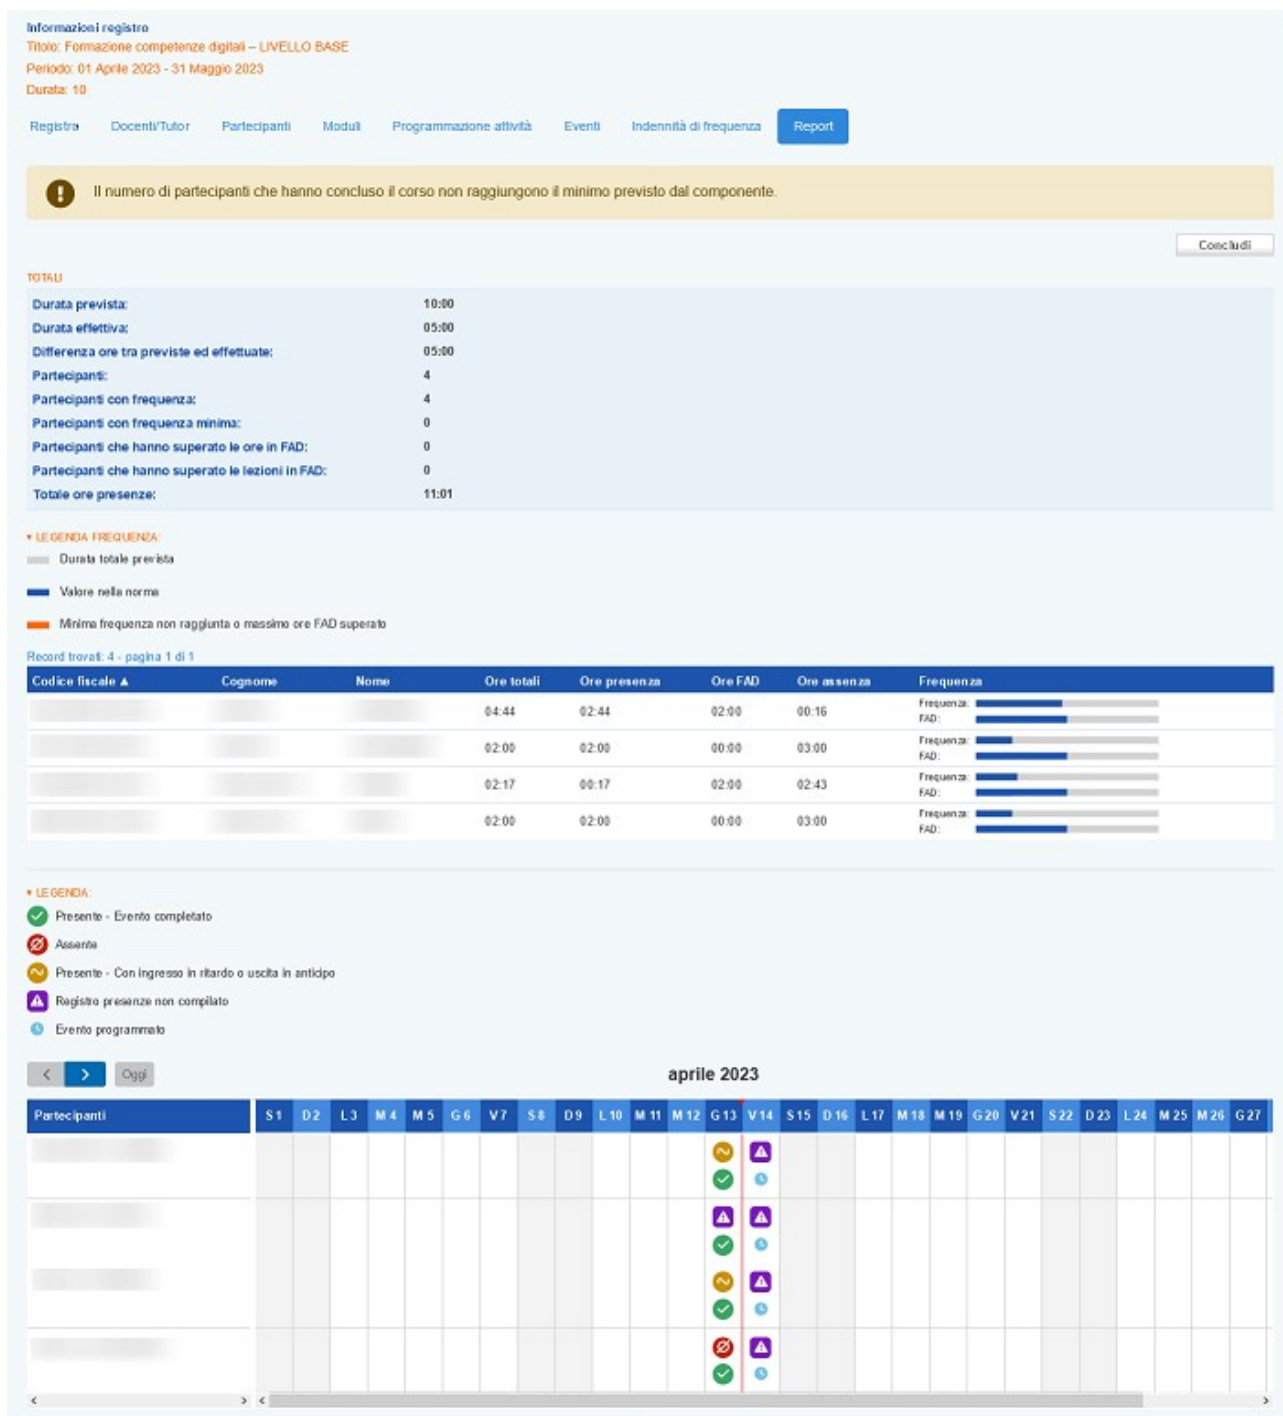 Informazioni registro
Titolo: Formazione competenze digitali – LIVELLO BASE
Periodo: 01 Aprile 2023 - 31 Maggio 2023
Durata: 10
Registro Docenti/Tutor Partecipanti Moduli Programmazione attività Eventi Indennità di frequenza Report
Il numero di partecipanti che hanno concluso il corso non raggiungono il minimo previsto dal componente.
Concludi
TOTALI
Durata prevista: 10:00
Durata effettiva: 05:00
Differenza ore tra previste ed effettuate: 05:00
Partecipanti: 4
Partecipanti con frequenza: 4
Partecipanti con frequenza minima: 0
Partecipanti che hanno superato le ore in FAD: 0
Partecipanti che hanno superato le lezioni in FAD: 0
Totale ore presenze: 11:01
▾ LEGENDA FREQUENZA:
Durata totale prevista
Valore nella norma
Minima frequenza non raggiunta o massimo ore FAD superato
Record trovati: 4 - pagina 1 di 1
Codice fiscale ▲ Cognome Nome Ore totali Ore presenza Ore FAD Ore assenza Frequenza
04:44 02:44 02:00 00:16 Frequenza:
FAD:
02:00 02:00 00:00 03:00 Frequenza:
FAD:
02:17 00:17 02:00 02:43 Frequenza:
FAD:
02:00 02:00 00:00 03:00 Frequenza:
FAD:
▾ LEGENDA:
Presente - Evento completato
Assente
Presente - Con ingresso in ritardo o uscita in anticipo
Registro presenze non compilato
Evento programmato
< > Oggi aprile 2023
Partecipanti S 1 D 2 L 3 M 4 M 5 G 6 V 7 S 8 D 9 L 10 M 11 M 12 G 13 V 14 S 15 D 16 L 17 M 18 M 19 G 20 V 21 S 22 D 23 L 24 M 25 M 26 G 27